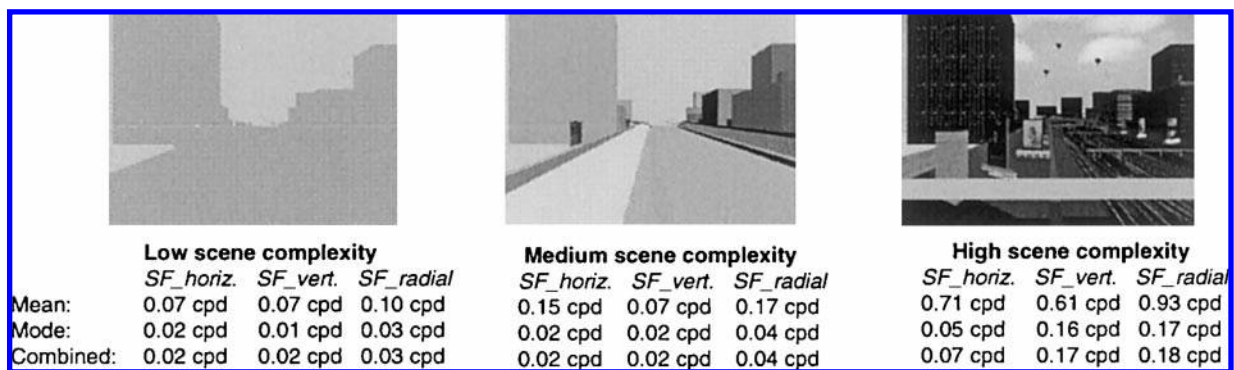 Low scene complexity
SF_horiz. SF_vert. SF_radial
Mean: 0.07 cpd 0.07 cpd 0.10 cpd
Mode: 0.02 cpd 0.01 cpd 0.03 cpd
Combined: 0.02 cpd 0.02 cpd 0.03 cpd
Medium scene complexity
SF_horiz. SF_vert. SF_radial
0.15 cpd 0.07 cpd 0.17 cpd
0.02 cpd 0.02 cpd 0.04 cpd
0.02 cpd 0.02 cpd 0.04 cpd
High scene complexity
SF_horiz. SF_vert. SF_radial
0.71 cpd 0.61 cpd 0.93 cpd
0.05 cpd 0.16 cpd 0.17 cpd
0.07 cpd 0.17 cpd 0.18 cpd